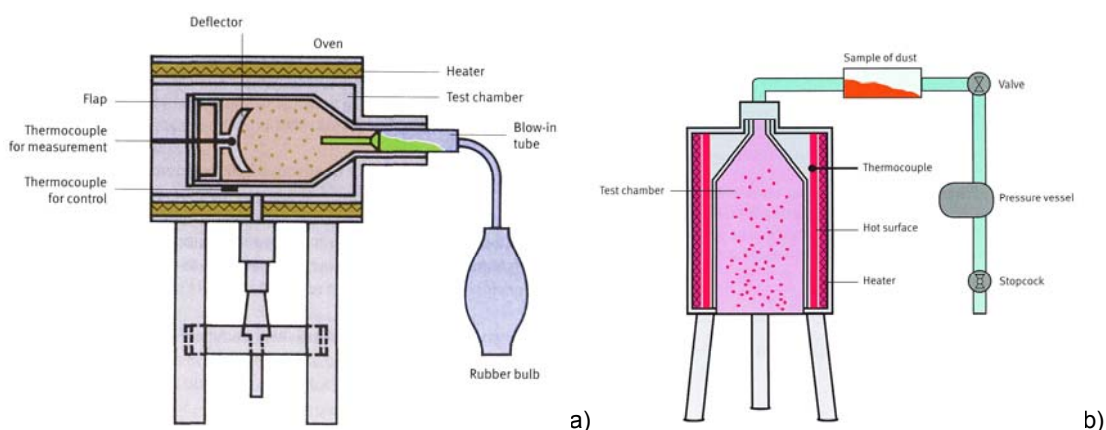 Deflector
Oven
Heater
Test chamber
Flap
Thermocouple
for measurement
Blow-in
tube
Thermocouple
for control
Rubber bulb
a)
Sample of dust
Valve
Thermocouple
Test chamber
Pressure vessel
Hot surface
Heater
Stopcock
b)